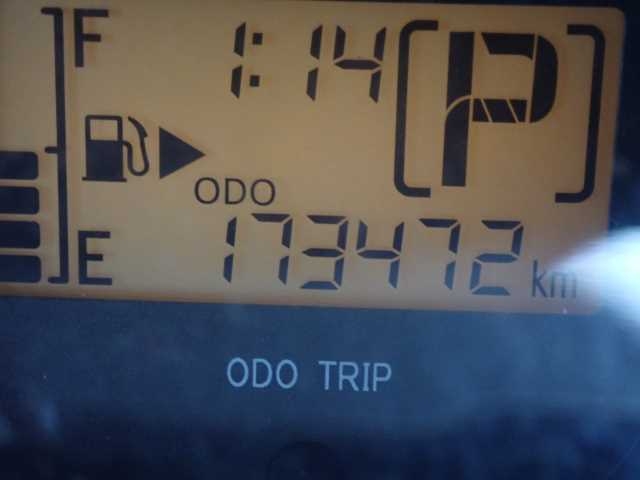 F 1:14 P
ODO
E 173472 km
ODO TRIP